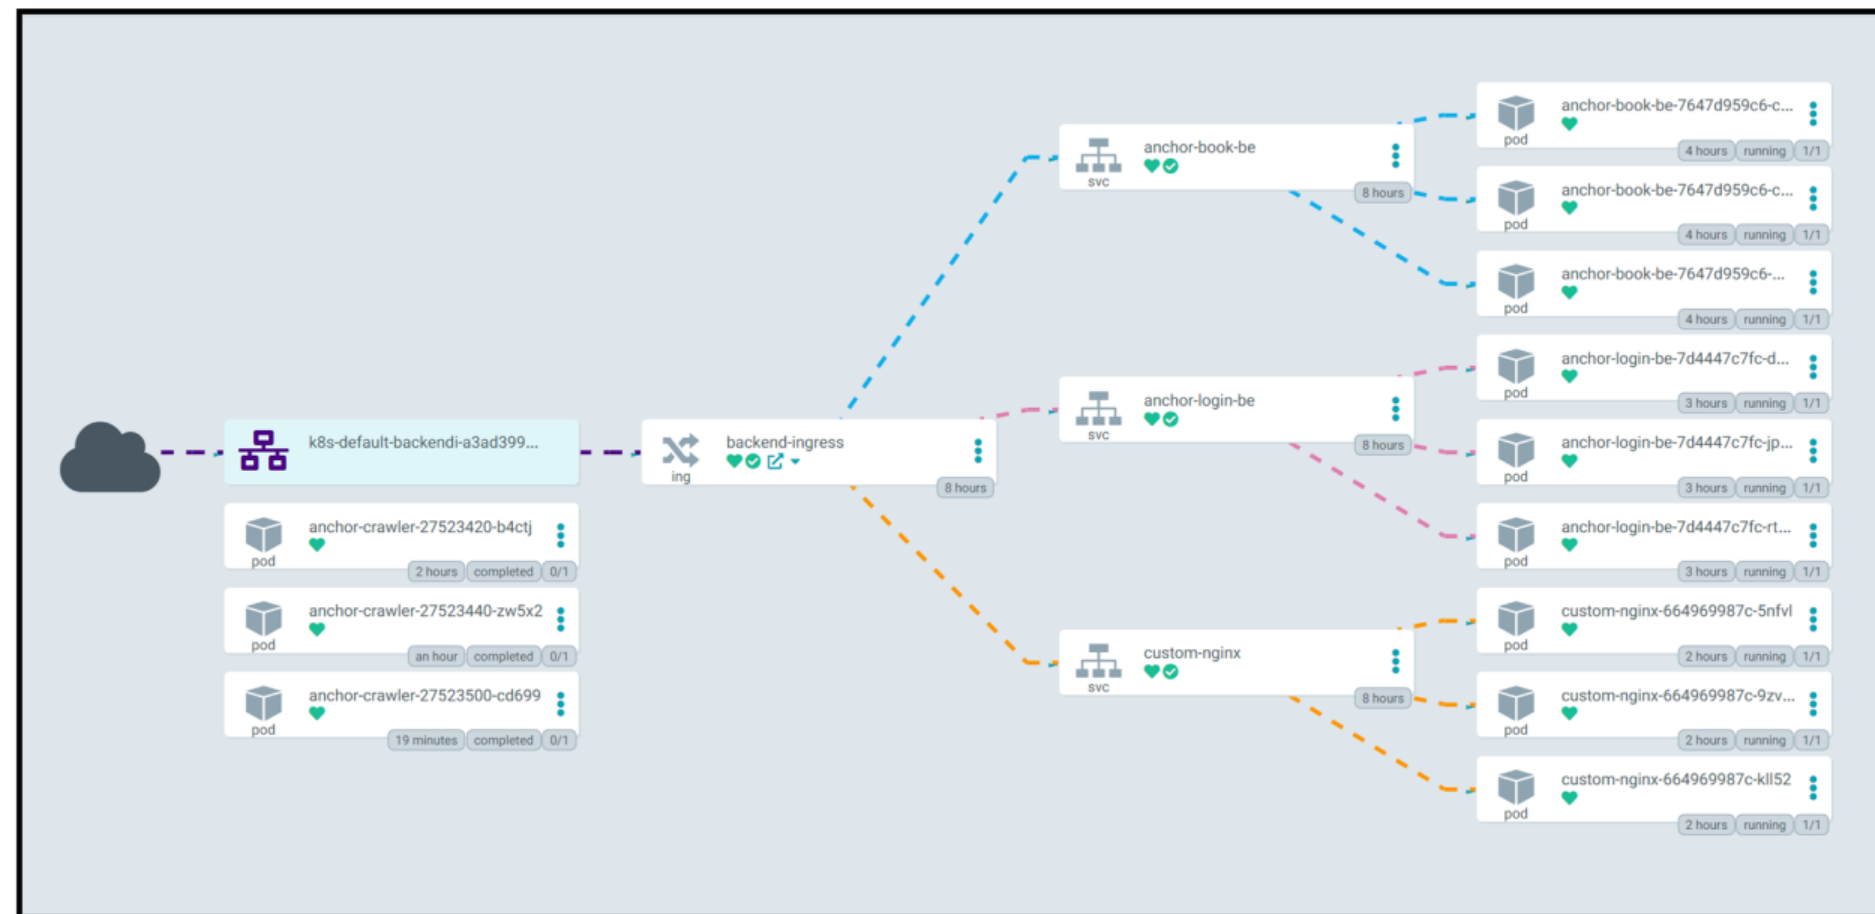 k8s-default-backendi-a3ad399...
anchor-crawler-27523420-b4ctj
pod
2 hours completed 0/1
anchor-crawler-27523440-zw5x2
pod
an hour completed 0/1
anchor-crawler-27523500-cd699
pod
19 minutes completed 0/1
backend-ingress
ing
8 hours
anchor-book-be
svc
8 hours
anchor-login-be
svc
8 hours
custom-nginx
svc
8 hours
anchor-book-be-7647d959c6-c...
pod
4 hours running 1/1
anchor-book-be-7647d959c6-c...
pod
4 hours running 1/1
anchor-book-be-7647d959c6-...
pod
4 hours running 1/1
anchor-login-be-7d4447c7fc-d...
pod
3 hours running 1/1
anchor-login-be-7d4447c7fc-jp...
pod
3 hours running 1/1
anchor-login-be-7d4447c7fc-rt...
pod
3 hours running 1/1
custom-nginx-664969987c-5nfvl
pod
2 hours running 1/1
custom-nginx-664969987c-9zv...
pod
2 hours running 1/1
custom-nginx-664969987c-kll52
pod
2 hours running 1/1